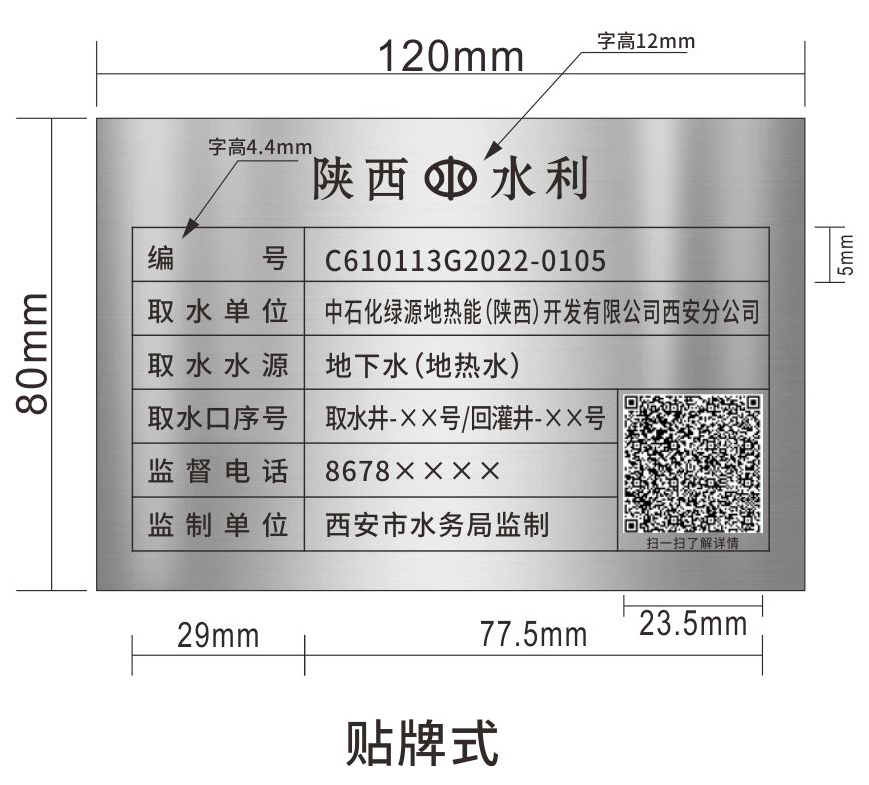 120mm
字高12mm
字高4.4mm
陕西 水利
编 号 C610113G2022-0105
5mm
取水单位 中石化绿源地热能(陕西)开发有限公司西安分公司
取水水源 地下水(地热水)
80mm
取水口序号 取水井-××号/回灌井-××号
监督电话 8678××××
监制单位 西安市水务局监制
扫一扫了解详情
29mm
77.5mm
23.5mm
贴牌式